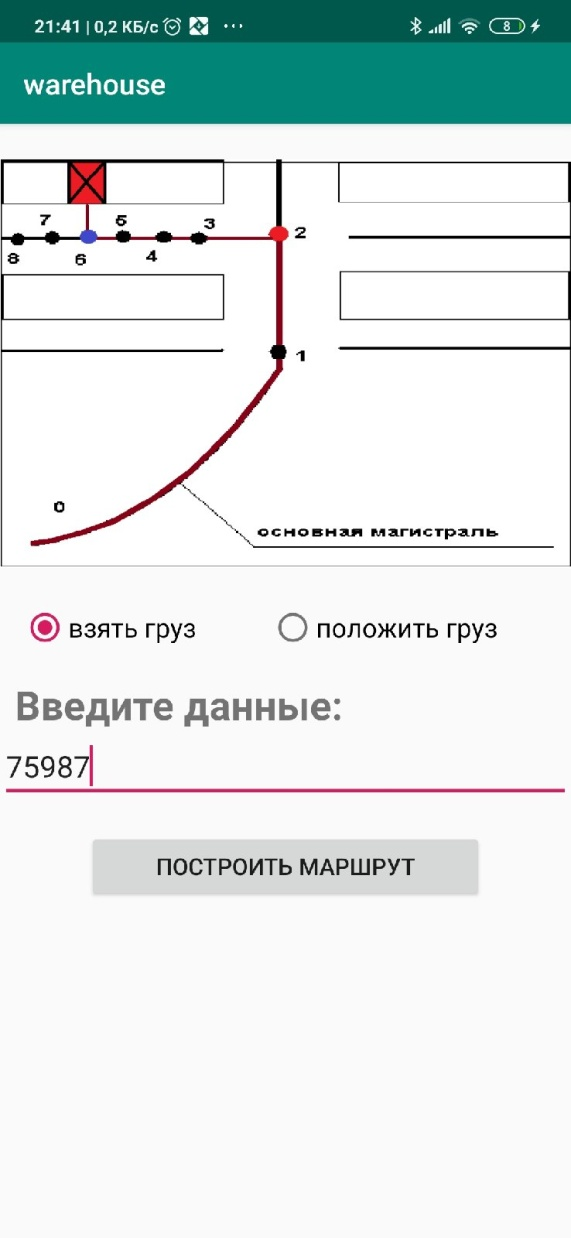 21:41 | 0,2 КБ/с ... 8
warehouse
7 5 3 2
8 6 4
1
0
основная магистраль
взять груз положить груз
Введите данные:
75987
ПОСТРОИТЬ МАРШРУТ